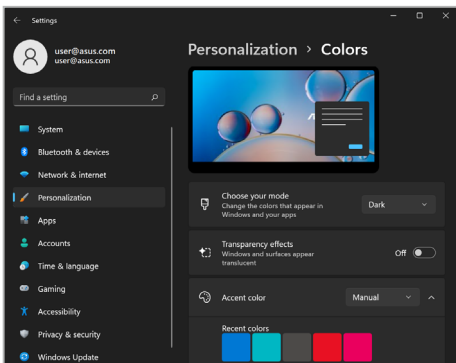 Settings
user@asus.com
user@asus.com
Find a setting
System
Bluetooth & devices
Network & internet
Personalization
Apps
Accounts
Time & language
Gaming
Accessibility
Privacy & security
Windows Update
Personalization > Colors
Choose your mode
Change the colors that appear in
Windows and your apps
Dark
Transparency effects
Windows and surfaces appear
translucent
Off
Accent color
Manual
Recent colors